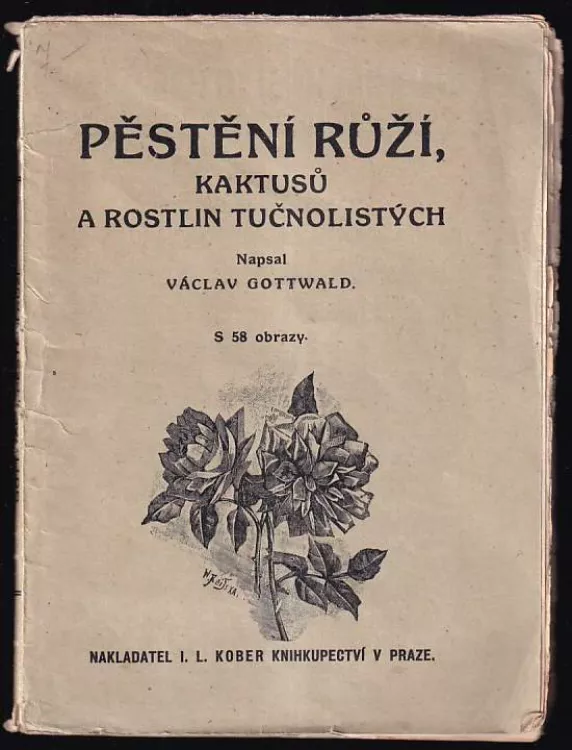 PĚSTĚNÍ RŮŽÍ,
KAKTUSŮ
A ROSTLIN TUČNOLISTÝCH
Napsal
VÁCLAV GOTTWALD.
S 58 obrazy.
NAKLADATEL I. L. KOBER KNIHKUPECTVÍ V PRAZE.